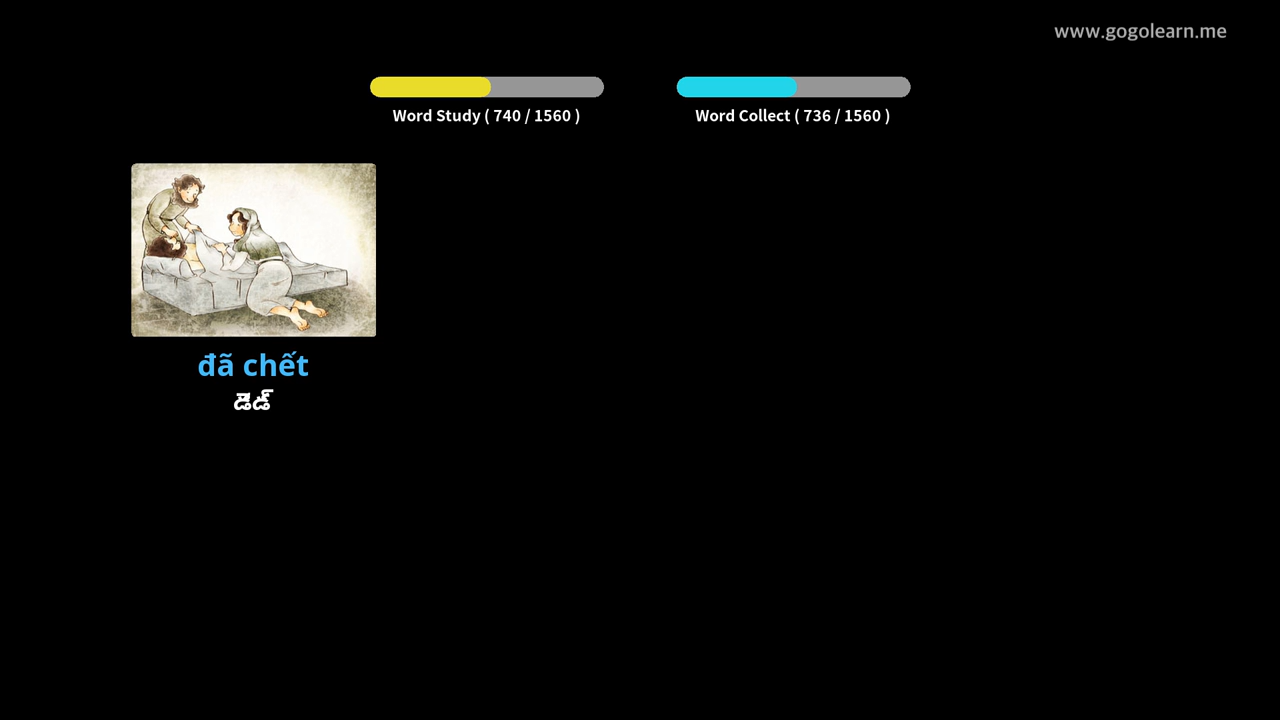 www.gogolearn.me
Word Study ( 740 / 1560 )
Word Collect ( 736 / 1560 )
đã chết
డెడ్